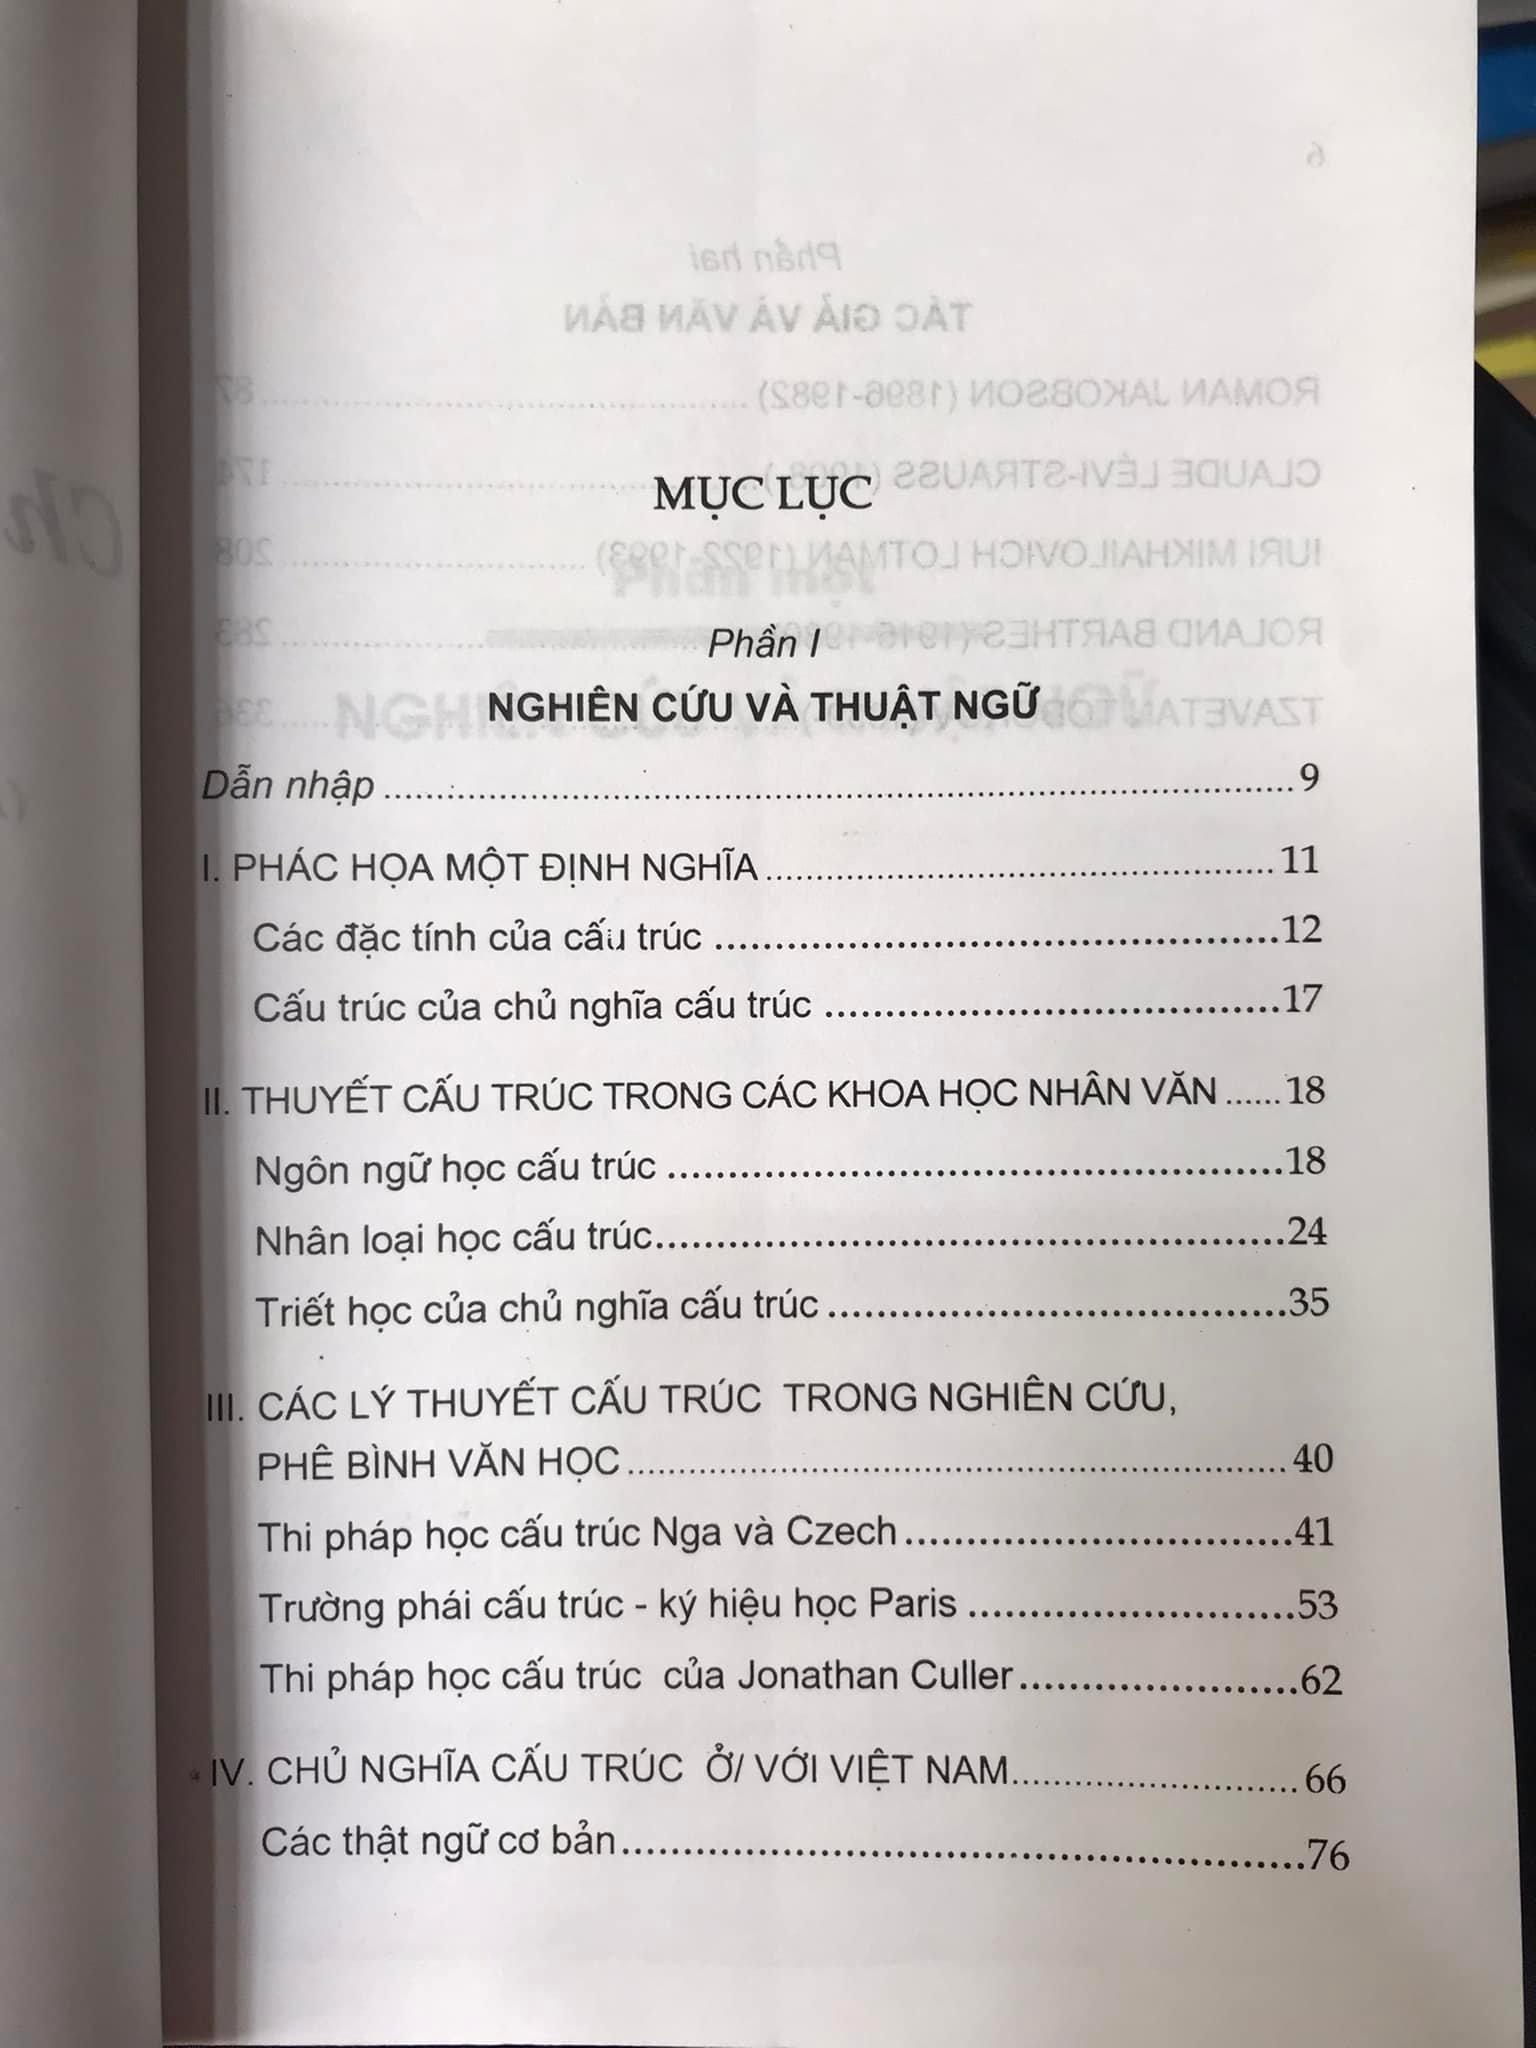 MỤC LỤC
Phần I
NGHIÊN CỨU VÀ THUẬT NGỮ
Dẫn nhập ........ 9
I. PHÁC HỌA MỘT ĐỊNH NGHĨA ........ 11
Các đặc tính của cấu trúc ........ 12
Cấu trúc của chủ nghĩa cấu trúc ........ 17
II. THUYẾT CẤU TRÚC TRONG CÁC KHOA HỌC NHÂN VĂN ...... 18
Ngôn ngữ học cấu trúc ........ 18
Nhân loại học cấu trúc ........ 24
Triết học của chủ nghĩa cấu trúc ........ 35
III. CÁC LÝ THUYẾT CẤU TRÚC TRONG NGHIÊN CỨU,
PHÊ BÌNH VĂN HỌC ........ 40
Thi pháp học cấu trúc Nga và Czech ........ 41
Trường phái cấu trúc - ký hiệu học Paris ........ 53
Thi pháp học cấu trúc của Jonathan Culler ........ 62
IV. CHỦ NGHĨA CẤU TRÚC Ở/ VỚI VIỆT NAM ........ 66
Các thật ngữ cơ bản ........ 76